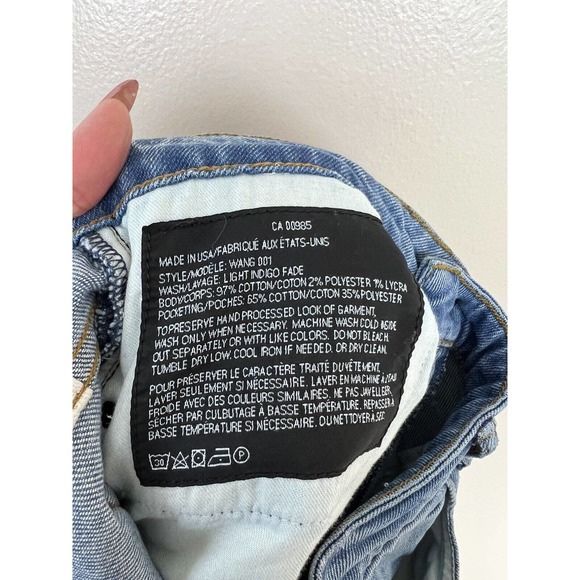 CA 00985
MADE IN USA/FABRIQUÉ AUX ÉTATS-UNIS
STYLE/MODÈLE: WANG 001
WASH/LAVAGE: LIGHT INDIGO FADE
BODY/CORPS: 97% COTTON/COTON 2% POLYESTER 1% LYCRA
POCKETING/POCHES: 65% COTTON/COTON 35% POLYESTER
TO PRESERVE HAND PROCESSED LOOK OF GARMENT,
WASH ONLY WHEN NECESSARY. MACHINE WASH COLD INSIDE
OUT SEPARATELY OR WITH LIKE COLORS. DO NOT BLEACH.
TUMBLE DRY LOW. COOL IRON IF NEEDED. OR DRY CLEAN.
POUR PRÉSERVER LE CARACTÈRE TRAITÉ DU VÊTEMENT,
LAVER SEULEMENT SI NÉCESSAIRE. LAVER EN MACHINE À L'EAU
FROIDE AVEC DES COULEURS SIMILAIRES. NE PAS JAVELLISER,
SÉCHER PAR CULBUTAGE À BASSE TEMPÉRATURE. REPASSER À
BASSE TEMPÉRATURE SI NÉCESSAIRE. OU NETTOYER À SEC.
30 P